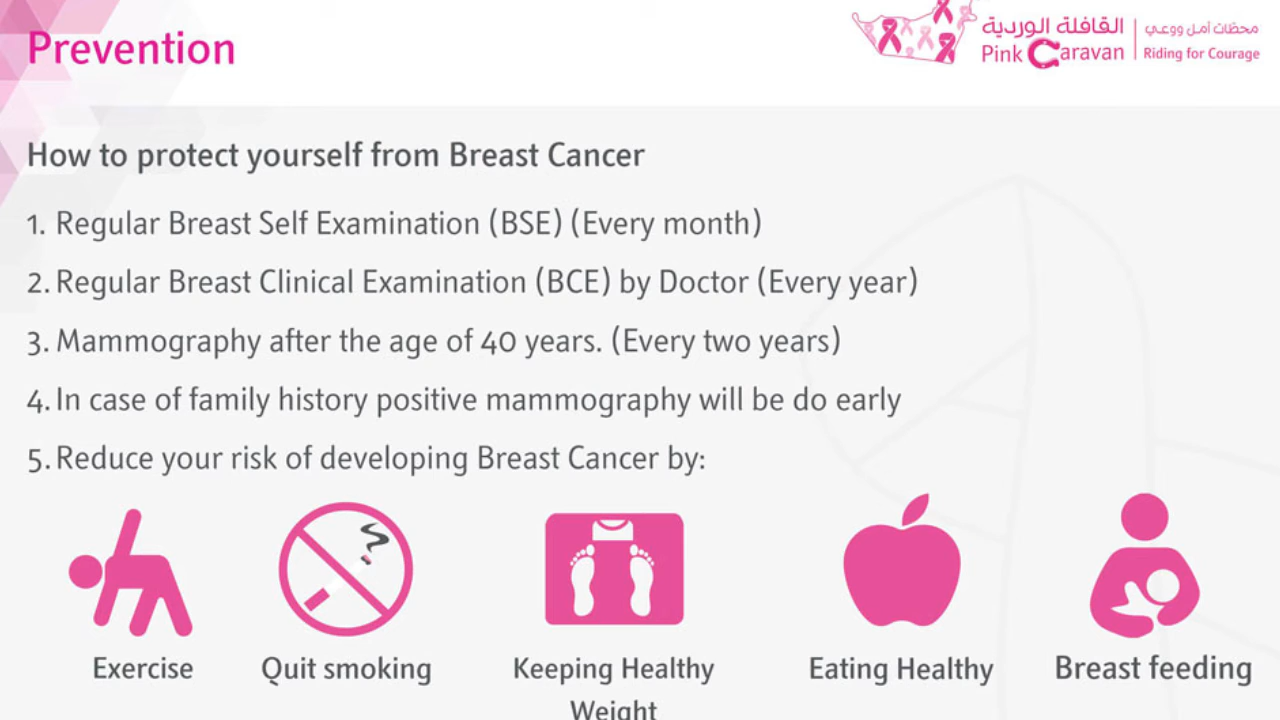 Prevention
القافلة الوردية
محطات أمل ووعي
Pink Caravan
Riding for Courage
How to protect yourself from Breast Cancer
1. Regular Breast Self Examination (BSE) (Every month)
2. Regular Breast Clinical Examination (BCE) by Doctor (Every year)
3. Mammography after the age of 40 years. (Every two years)
4. In case of family history positive mammography will be do early
5. Reduce your risk of developing Breast Cancer by:
Exercise
Quit smoking
Keeping Healthy
Weight
Eating Healthy
Breast feeding